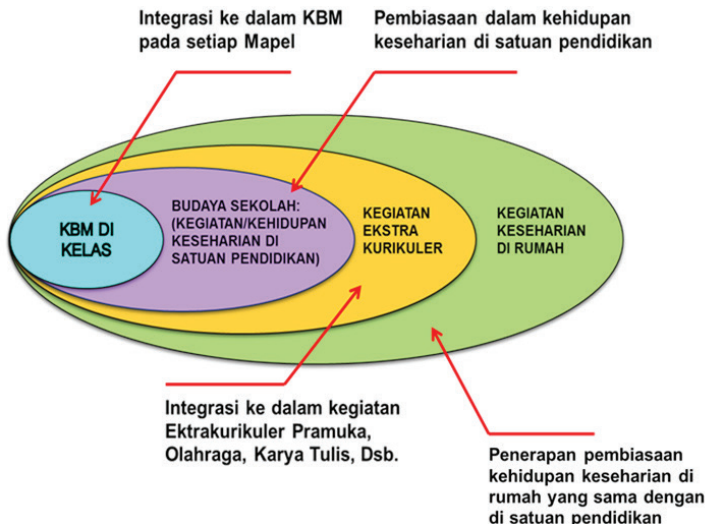 Integrasi ke dalam KBM
pada setiap Mapel
Pembiasaan dalam kehidupan
keseharian di satuan pendidikan
KBM DI
KELAS
BUDAYA SEKOLAH:
(KEGIATAN/KEHIDUPAN
KESEHARIAN DI
SATUAN PENDIDIKAN)
KEGIATAN
EKSTRA
KURIKULER
KEGIATAN
KESEHARIAN
DI RUMAH
Integrasi ke dalam kegiatan
Ektrakurikuler Pramuka,
Olahraga, Karya Tulis, Dsb.
Penerapan pembiasaan
kehidupan keseharian di
rumah yang sama dengan
di satuan pendidikan